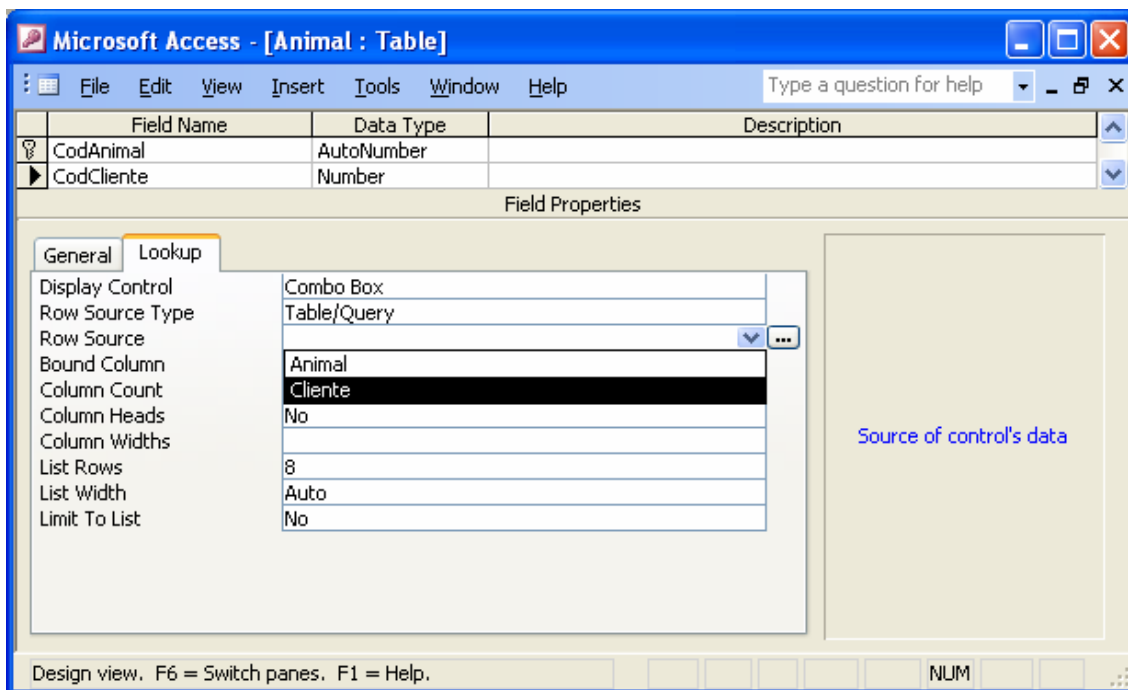 Microsoft Access - [Animal : Table]
File Edit View Insert Tools Window Help Type a question for help
Field Name Data Type Description
CodAnimal AutoNumber
CodCliente Number
Field Properties
General Lookup
Display Control Combo Box
Row Source Type Table/Query
Row Source ...
Bound Column Animal
Column Count Cliente
Column Heads No
Column Widths
List Rows 8
List Width Auto
Limit To List No
Source of control's data
Design view. F6 = Switch panes. F1 = Help. NUM